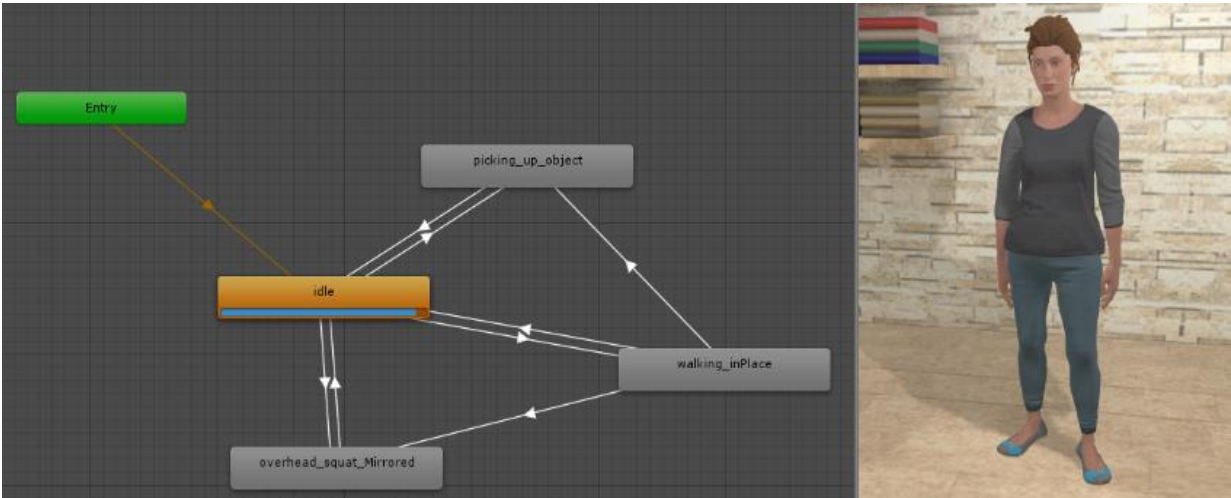 Entry
picking_up_object
idle
walking_inPlace
overhead_squat_Mirrored